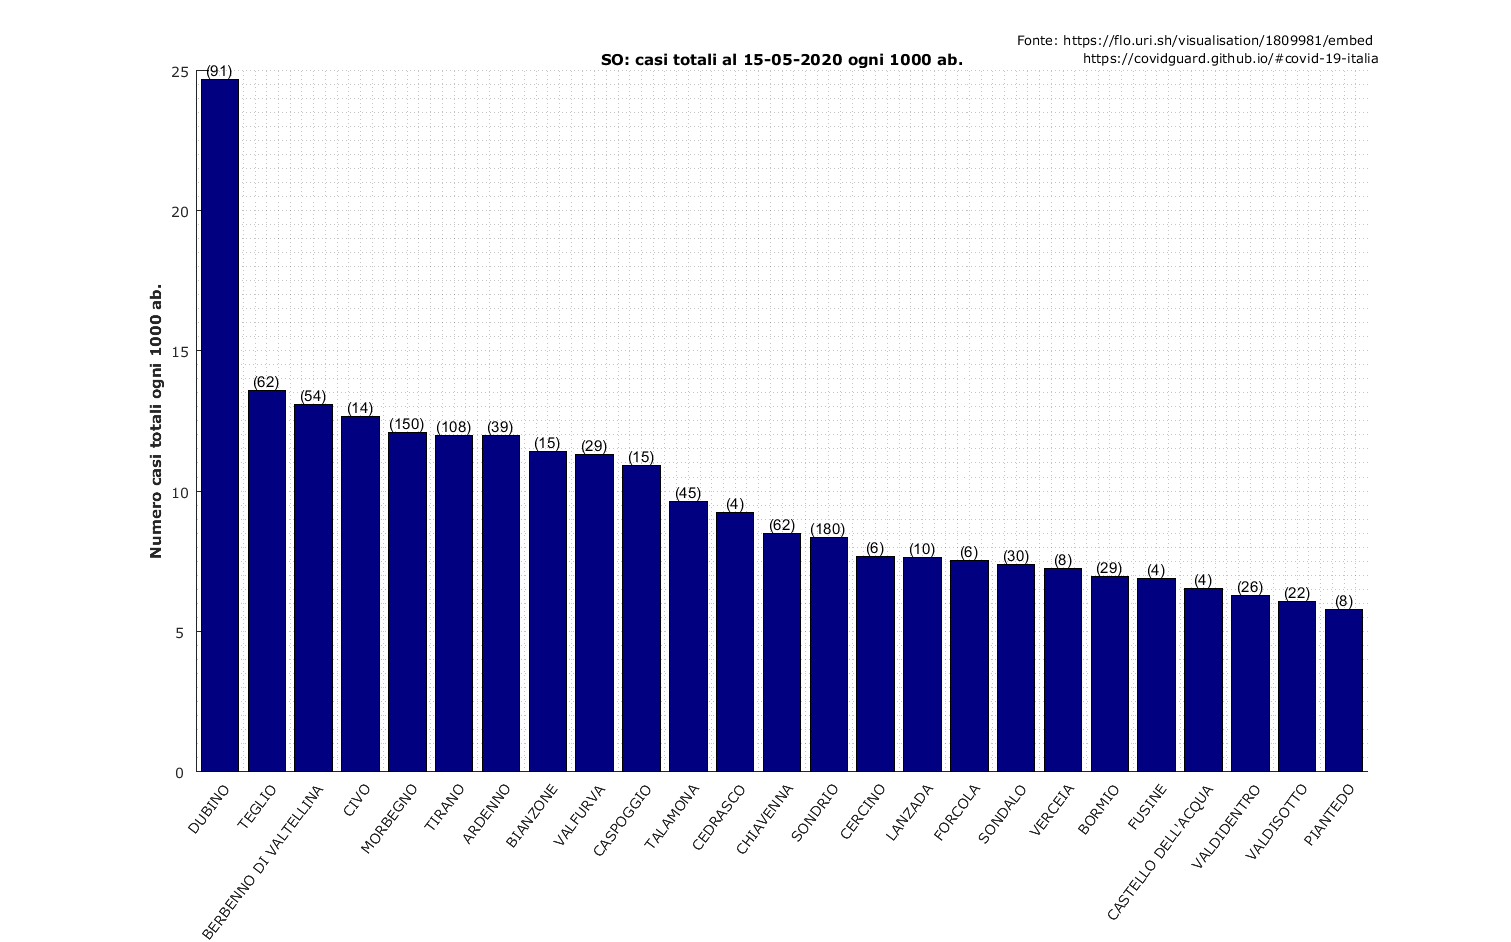 Fonte: https://flo.uri.sh/visualisation/1809981/embed
https://covidguard.github.io/#covid-19-italia
SO: casi totali al 15-05-2020 ogni 1000 ab.
Numero casi totali ogni 1000 ab.
25
20
15
10
5
0
(91)
(62)
(54)
(14)
(150)
(108)
(39)
(15)
(29)
(15)
(45)
(4)
(62)
(180)
(6)
(10)
(6)
(30)
(8)
(29)
(4)
(4)
(26)
(22)
(8)
DUBINO
TEGLIO
BERBENNO DI VALTELLINA
CIVO
MORBEGNO
TIRANO
ARDENNO
BIANZONE
VALFURVA
CASPOGGIO
TALAMONA
CEDRASCO
CHIAVENNA
SONDRIO
CERCINO
LANZADA
FORCOLA
SONDALO
VERCEIA
BORMIO
FUSINE
CASTELLO DELL'ACQUA
VALDIDENTRO
VALDISOTTO
PIANTEDO